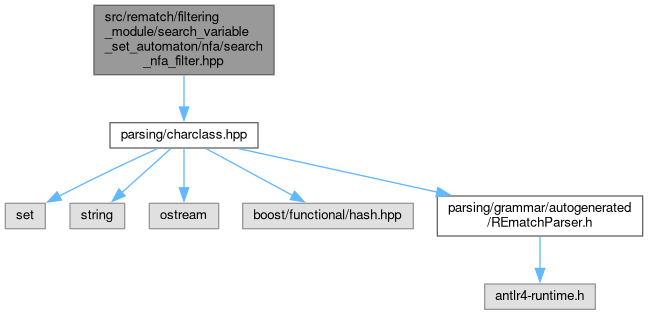 src/rematch/filtering
_module/search_variable
_set_automaton/nfa/search
_nfa_filter.hpp
parsing/charclass.hpp
set
string
ostream
boost/functional/hash.hpp
parsing/grammar/autogenerated
/REmatchParser.h
antlr4-runtime.h